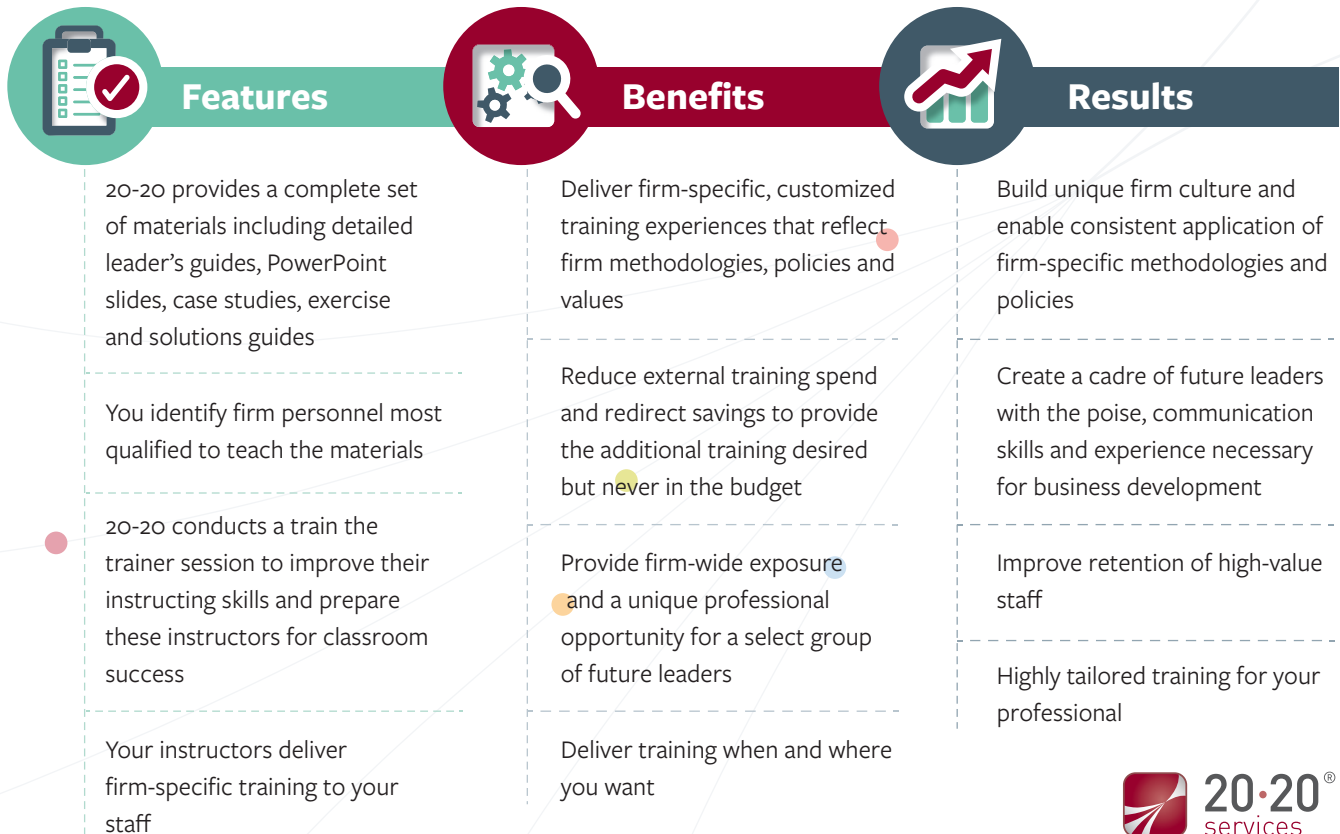 Features
20-20 provides a complete set
of materials including detailed
leader's guides, PowerPoint
slides, case studies, exercise
and solutions guides
You identify firm personnel most
qualified to teach the materials
20-20 conducts a train the
trainer session to improve their
instructing skills and prepare
these instructors for classroom
success
Your instructors deliver
firm-specific training to your
staff
Benefits
Deliver firm-specific, customized
training experiences that reflect
firm methodologies, policies and
values
Reduce external training spend
and redirect savings to provide
the additional training desired
but never in the budget
Provide firm-wide exposure
and a unique professional
opportunity for a select group
of future leaders
Deliver training when and where
you want
Results
Build unique firm culture and
enable consistent application of
firm-specific methodologies and
policies
Create a cadre of future leaders
with the poise, communication
skills and experience necessary
for business development
Improve retention of high-value
staff
Highly tailored training for your
professional
20·20®
services